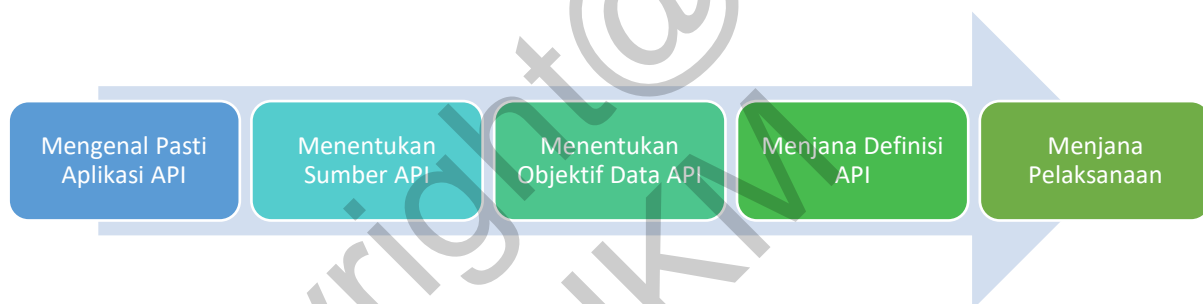 Mengenal Pasti
Aplikasi API
Menentukan
Sumber API
Menentukan
Objektif Data API
Menjana Definisi
API
Menjana
Pelaksanaan